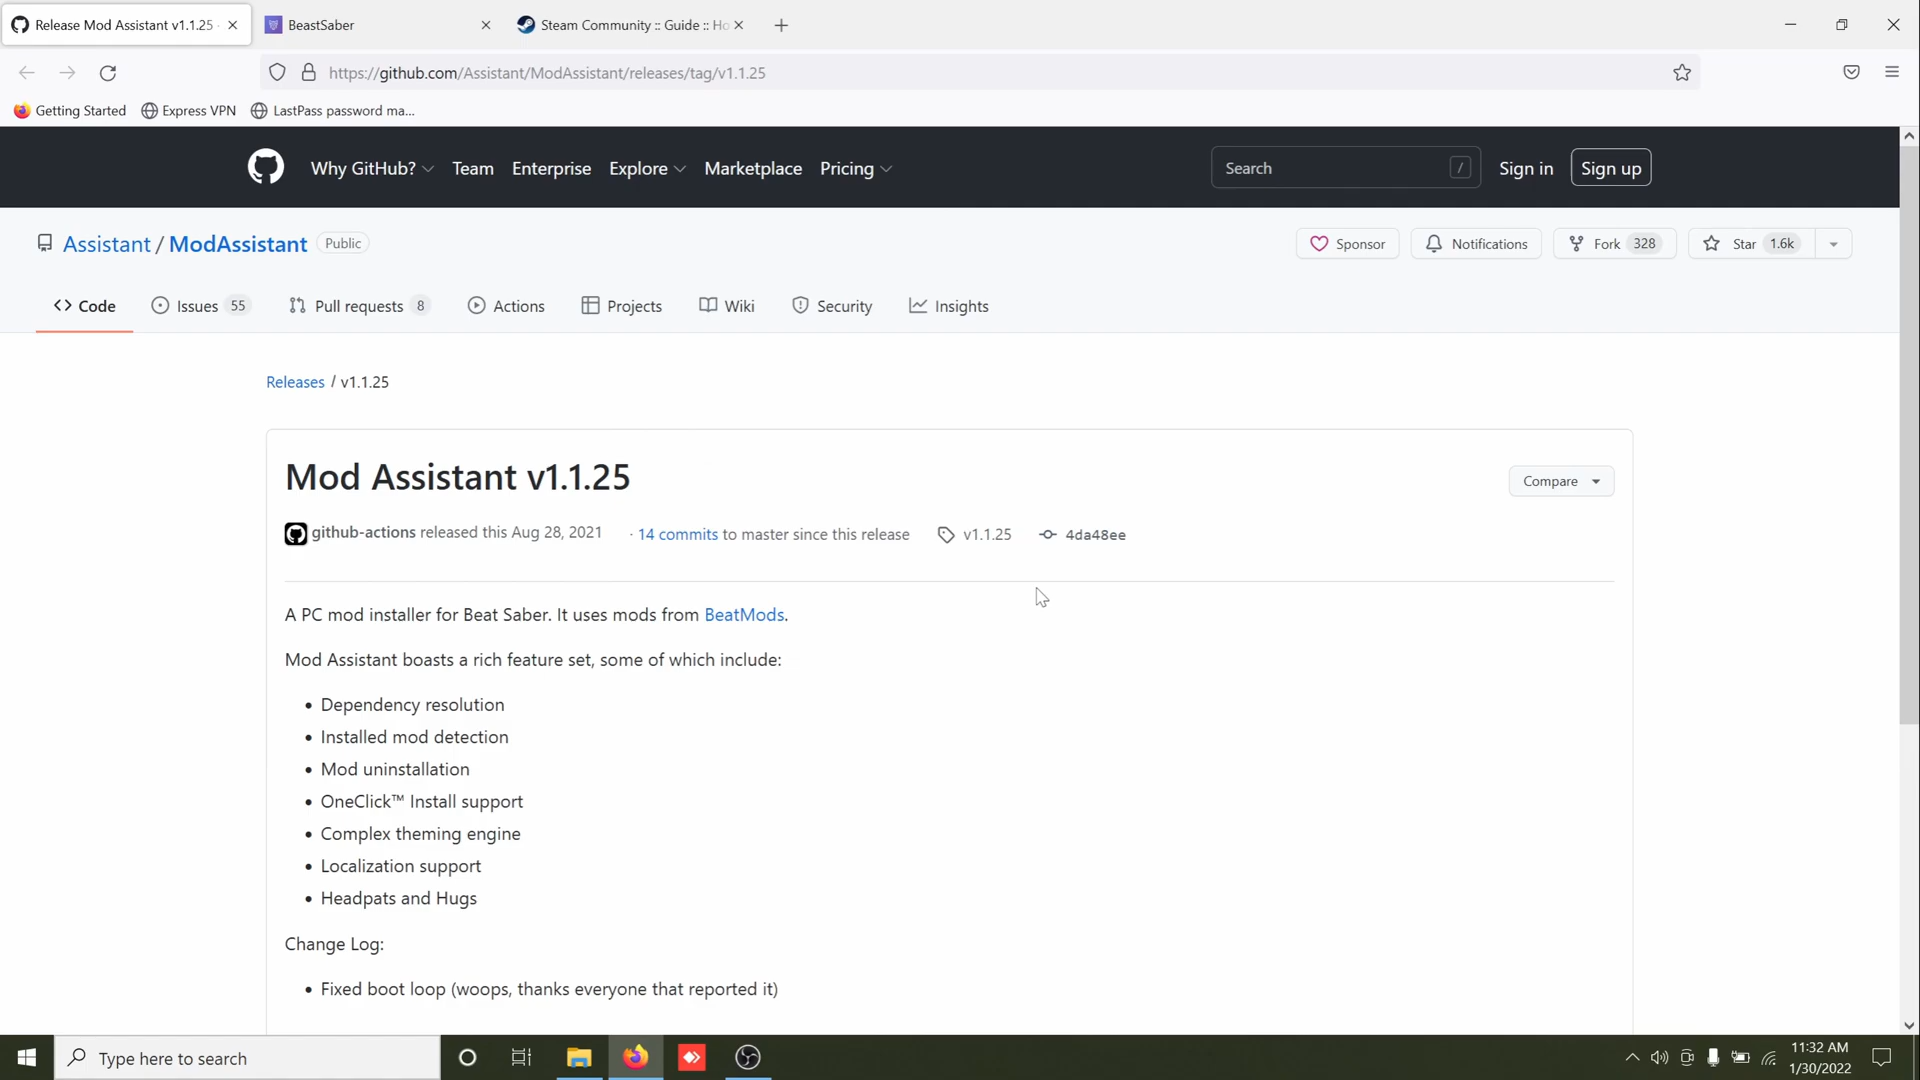 Release Mod Assistant v1.1.25
BeastSaber
Steam Community :: Guide :: Ho
https://github.com/Assistant/ModAssistant/releases/tag/v1.1.25
Getting Started
Express VPN
LastPass password ma...
Why GitHub?
Team
Enterprise
Explore
Marketplace
Pricing
Search
/
Sign in
Sign up
Assistant / ModAssistant
Public
Sponsor
Notifications
Fork 328
Star 1.6k
Code
Issues 55
Pull requests 8
Actions
Projects
Wiki
Security
Insights
Releases / v1.1.25
Mod Assistant v1.1.25
Compare
github-actions released this Aug 28, 2021
· 14 commits to master since this release
v1.1.25
4da48ee
A PC mod installer for Beat Saber. It uses mods from BeatMods.
Mod Assistant boasts a rich feature set, some of which include:
• Dependency resolution
• Installed mod detection
• Mod uninstallation
• OneClick™ Install support
• Complex theming engine
• Localization support
• Headpats and Hugs
Change Log:
• Fixed boot loop (woops, thanks everyone that reported it)
Type here to search
11:32 AM
1/30/2022